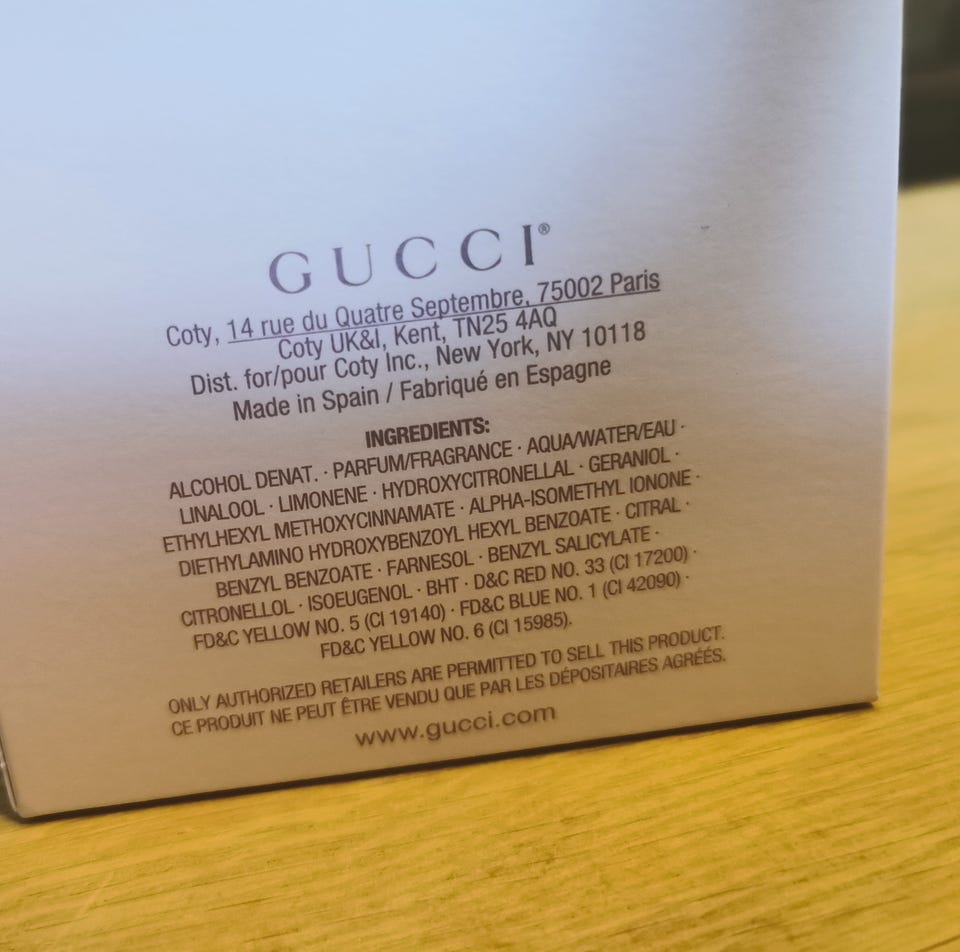 GUCCI®
Coty, 14 rue du Quatre Septembre, 75002 Paris
Coty UK&I, Kent, TN25 4AQ
Dist. for/pour Coty Inc., New York, NY 10118
Made in Spain / Fabriqué en Espagne
INGREDIENTS:
ALCOHOL DENAT. · PARFUM/FRAGRANCE · AQUA/WATER/EAU ·
LINALOOL · LIMONENE · HYDROXYCITRONELLAL · GERANIOL ·
ETHYLHEXYL METHOXYCINNAMATE · ALPHA-ISOMETHYL IONONE ·
DIETHYLAMINO HYDROXYBENZOYL HEXYL BENZOATE · CITRAL ·
BENZYL BENZOATE · FARNESOL · BENZYL SALICYLATE ·
CITRONELLOL · ISOEUGENOL · BHT · D&C RED NO. 33 (CI 17200) ·
FD&C YELLOW NO. 5 (CI 19140) · FD&C BLUE NO. 1 (CI 42090) ·
FD&C YELLOW NO. 6 (CI 15985).
ONLY AUTHORIZED RETAILERS ARE PERMITTED TO SELL THIS PRODUCT.
CE PRODUIT NE PEUT ÊTRE VENDU QUE PAR LES DÉPOSITAIRES AGRÉÉS.
www.gucci.com